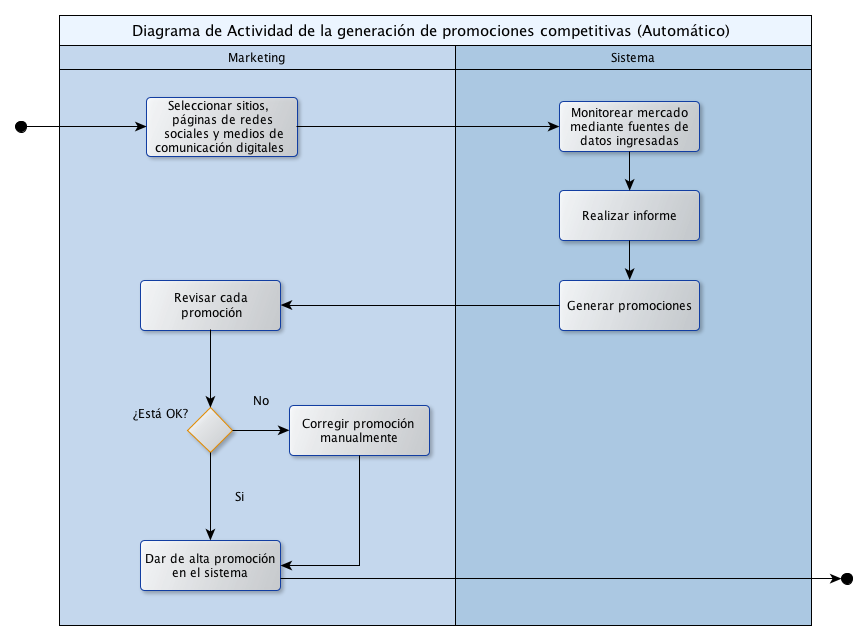 Diagrama de Actividad de la generación de promociones competitivas (Automático)
Marketing
Sistema
Seleccionar sitios,
páginas de redes
sociales y medios de
comunicación digitales
Monitorear mercado
mediante fuentes de
datos ingresadas
Realizar informe
Generar promociones
Revisar cada
promoción
¿Está OK?
No
Corregir promoción
manualmente
Si
Dar de alta promoción
en el sistema